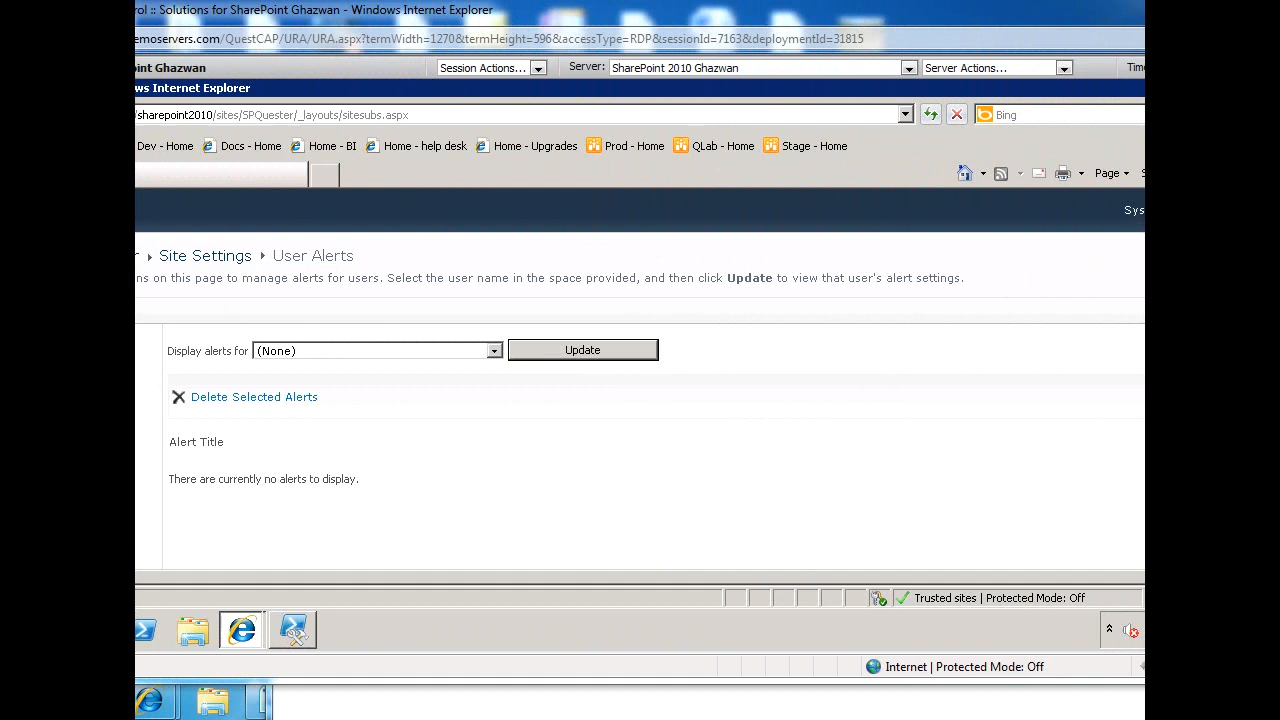 rol :: Solutions for SharePoint Ghazwan - Windows Internet Explorer
emoservers.com/QuestCAP/URA/URA.aspx?termWidth=1270&termHeight=596&accessType=RDP&sessionId=7163&deploymentId=31815
int Ghazwan Session Actions... Server: SharePoint 2010 Ghazwan Server Actions... Tim
ws Internet Explorer
/sharepoint2010/sites/SPQuester/_layouts/sitesubs.aspx Bing
Dev - Home Docs - Home Home - BI Home - help desk Home - Upgrades Prod - Home QLab - Home Stage - Home
Page
Sys
r Site Settings User Alerts
ns on this page to manage alerts for users. Select the user name in the space provided, and then click Update to view that user's alert settings.
Display alerts for (None) Update
Delete Selected Alerts
Alert Title
There are currently no alerts to display.
Trusted sites | Protected Mode: Off
Internet | Protected Mode: Off